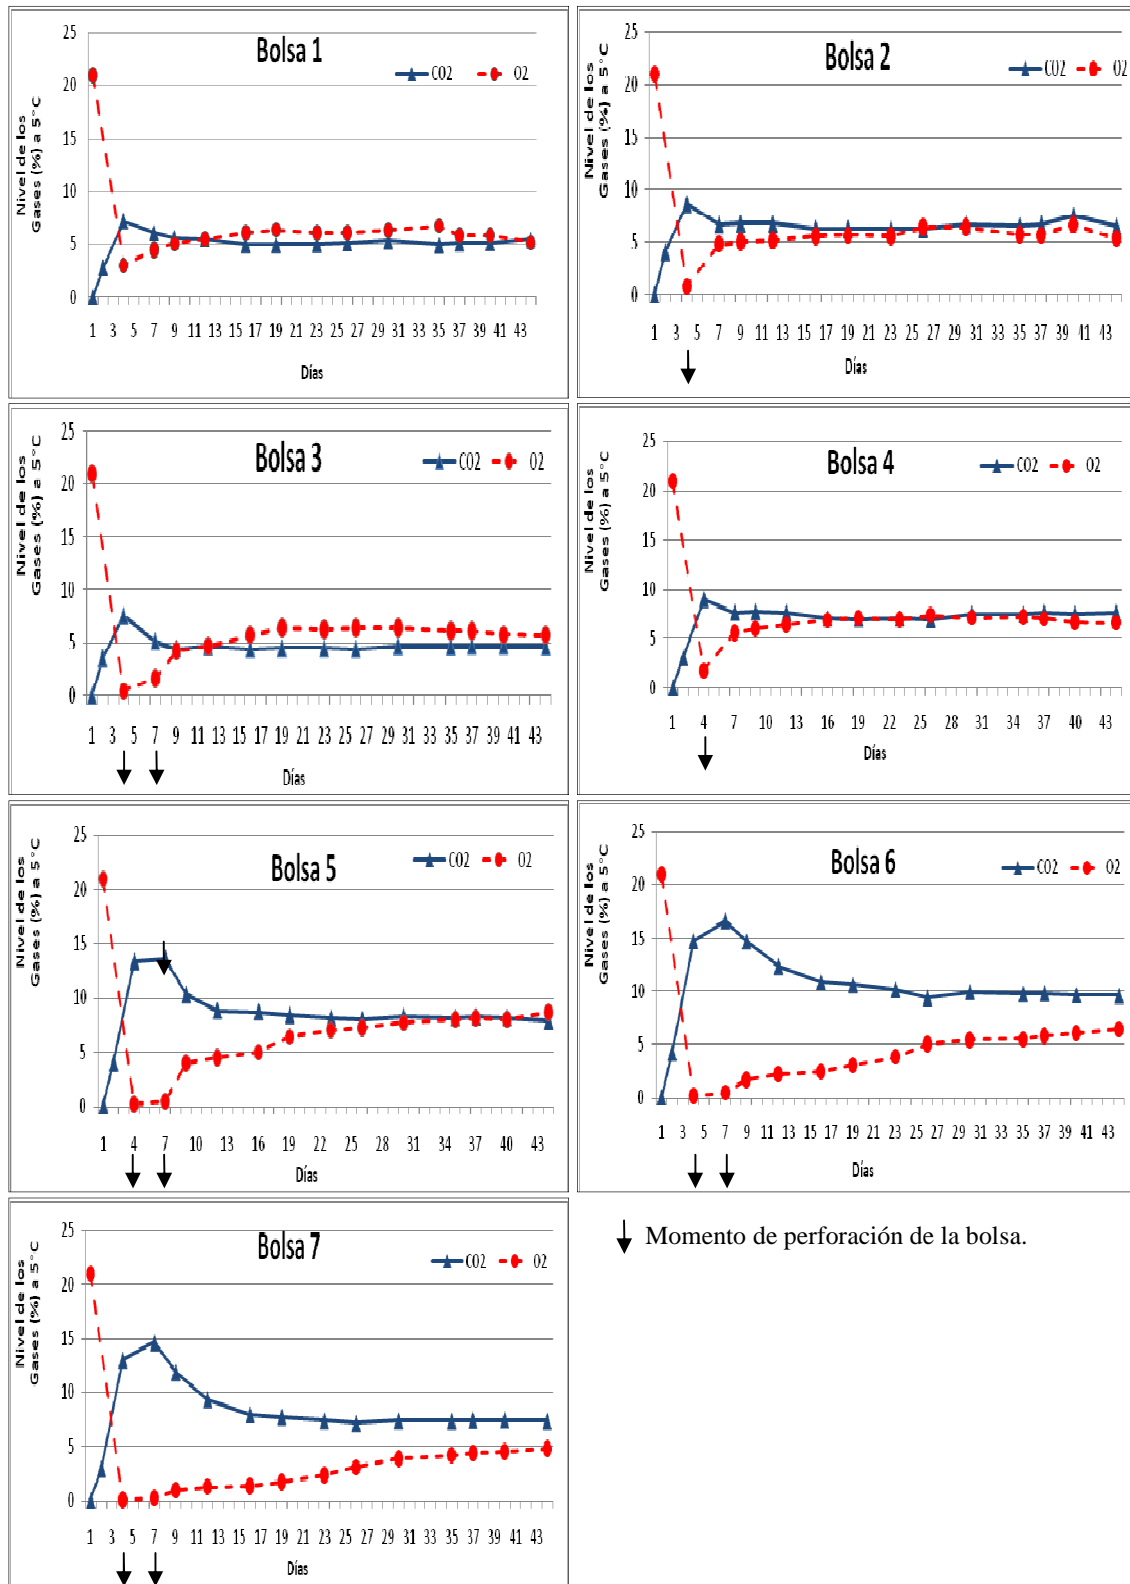 Bolsa 1
CO2 O2
Nivel de los
Gases (%) a 5°C
25
20
15
10
5
0
1 3 5 7 9 11 13 15 17 19 21 23 25 27 29 31 33 35 37 39 41 43
Días
Bolsa 2
CO2 O2
Nivel de los
Gases (%) a 5°C
25
20
15
10
5
0
1 3 5 7 9 11 13 15 17 19 21 23 25 27 29 31 33 35 37 39 41 43
Días
Bolsa 3
CO2 O2
Nivel de los
Gases (%) a 5°C
25
20
15
10
5
0
1 3 5 7 9 11 13 15 17 19 21 23 25 27 29 31 33 35 37 39 41 43
Días
Bolsa 4
CO2 O2
Nivel de los
Gases (%) a 5°C
25
20
15
10
5
0
1 4 7 10 13 16 19 22 25 28 31 34 37 40 43
Días
Bolsa 5
CO2 O2
Nivel de los
Gases (%) a 5°C
25
20
15
10
5
0
1 4 7 10 13 16 19 22 25 28 31 34 37 40 43
Días
Bolsa 6
CO2 O2
Nivel de los
Gases (%) a 5°C
25
20
15
10
5
0
1 3 5 7 9 11 13 15 17 19 21 23 25 27 29 31 33 35 37 39 41 43
Días
Bolsa 7
CO2 O2
Nivel de los
Gases (%) a 5°C
25
20
15
10
5
0
1 3 5 7 9 11 13 15 17 19 21 23 25 27 29 31 33 35 37 39 41 43
Días
Momento de perforación de la bolsa.